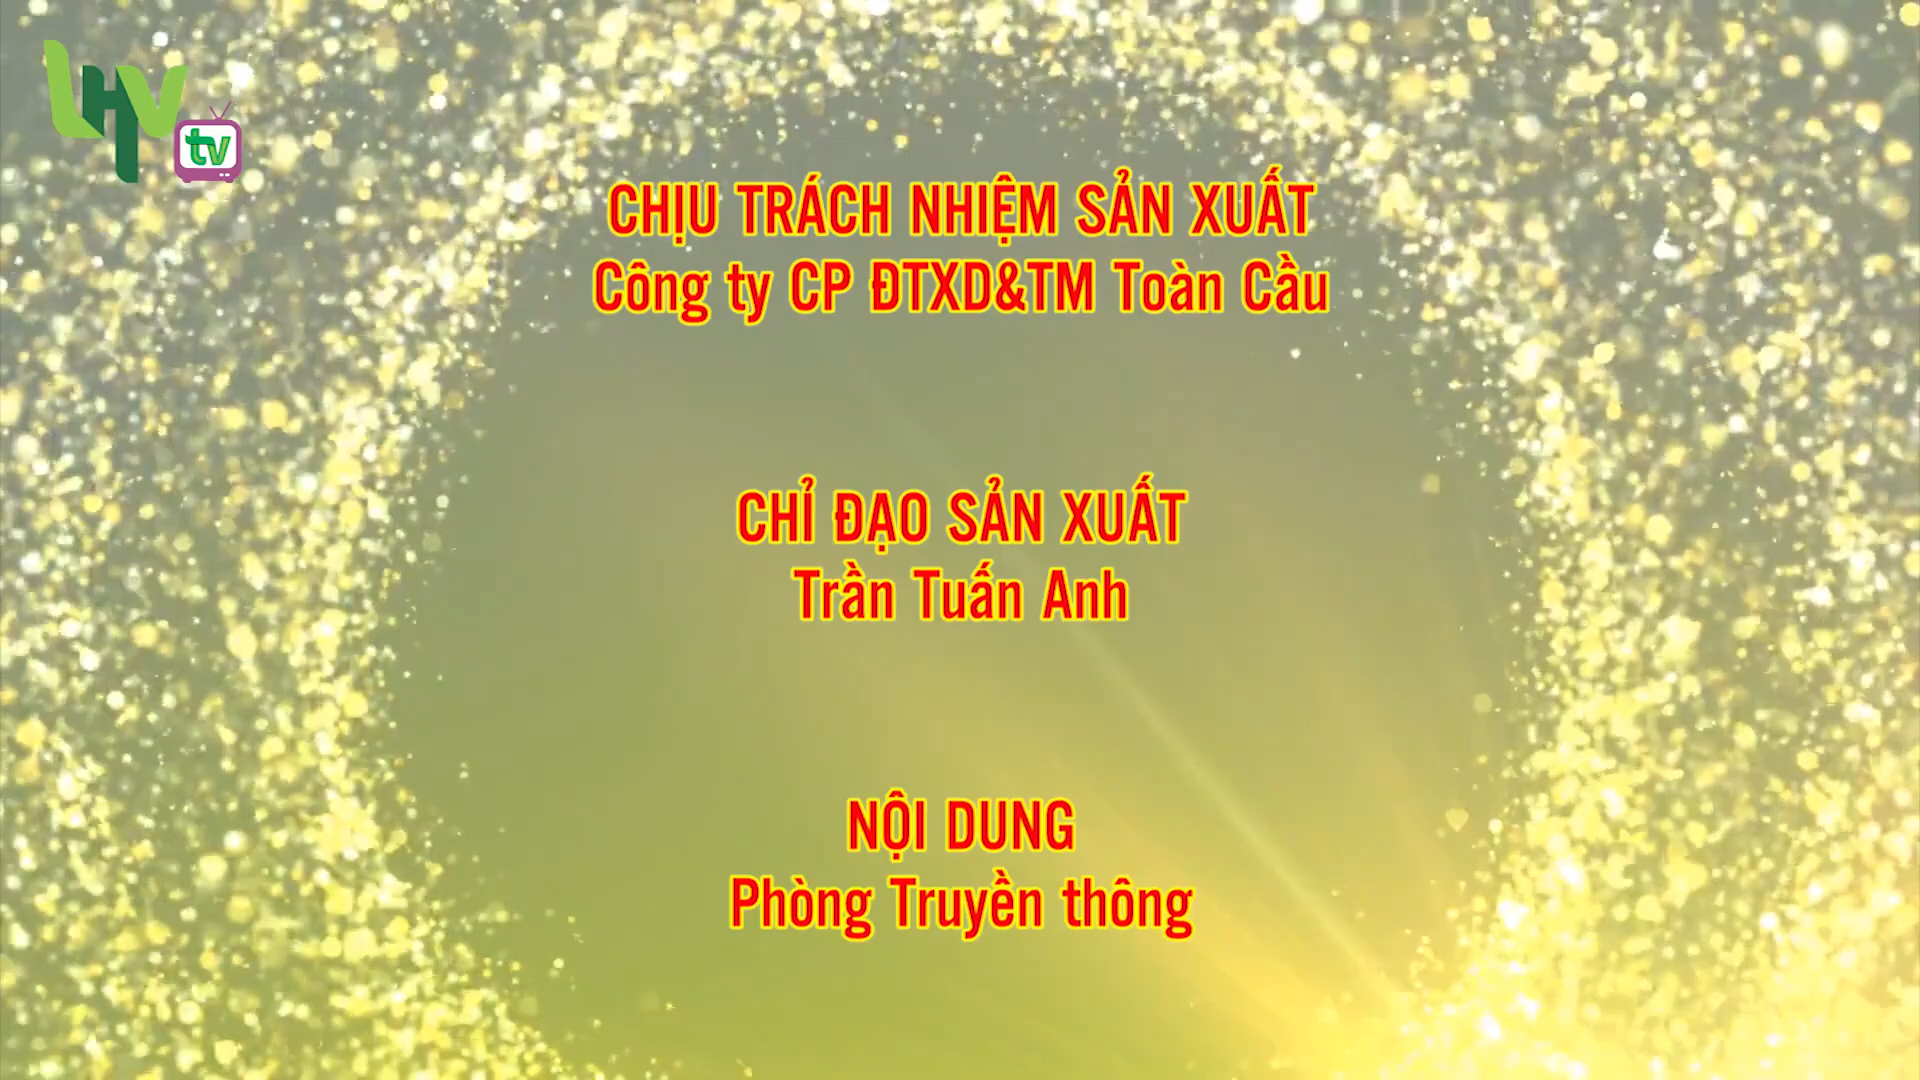 LHV
tv
CHỊU TRÁCH NHIỆM SẢN XUẤT
Công ty CP ĐTXD&TM Toàn Cầu
CHỈ ĐẠO SẢN XUẤT
Trần Tuấn Anh
NỘI DUNG
Phòng Truyền thông